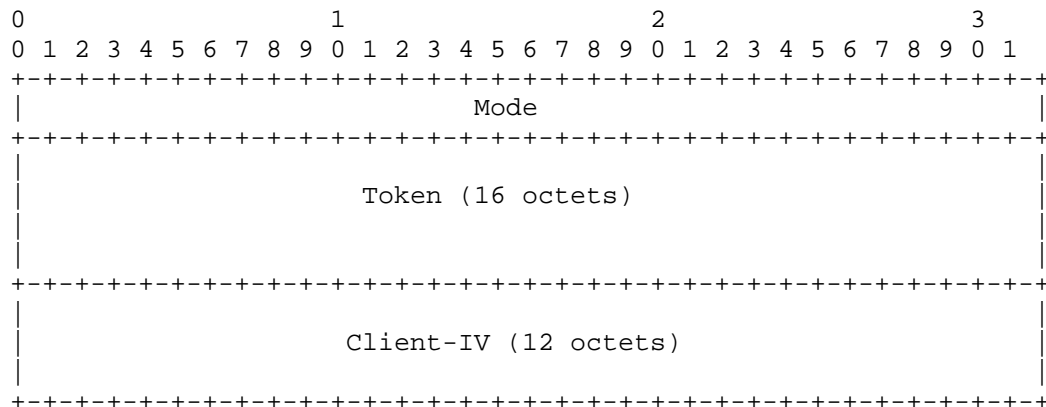 0                   1                   2                   3
0 1 2 3 4 5 6 7 8 9 0 1 2 3 4 5 6 7 8 9 0 1 2 3 4 5 6 7 8 9 0 1
+-+-+-+-+-+-+-+-+-+-+-+-+-+-+-+-+-+-+-+-+-+-+-+-+-+-+-+-+-+-+-+-+
|                            Mode                               |
+-+-+-+-+-+-+-+-+-+-+-+-+-+-+-+-+-+-+-+-+-+-+-+-+-+-+-+-+-+-+-+-+
|                                                               |
|                     Token (16 octets)                         |
|                                                               |
|                                                               |
+-+-+-+-+-+-+-+-+-+-+-+-+-+-+-+-+-+-+-+-+-+-+-+-+-+-+-+-+-+-+-+-+
|                                                               |
|                    Client-IV (12 octets)                      |
|                                                               |
+-+-+-+-+-+-+-+-+-+-+-+-+-+-+-+-+-+-+-+-+-+-+-+-+-+-+-+-+-+-+-+-+